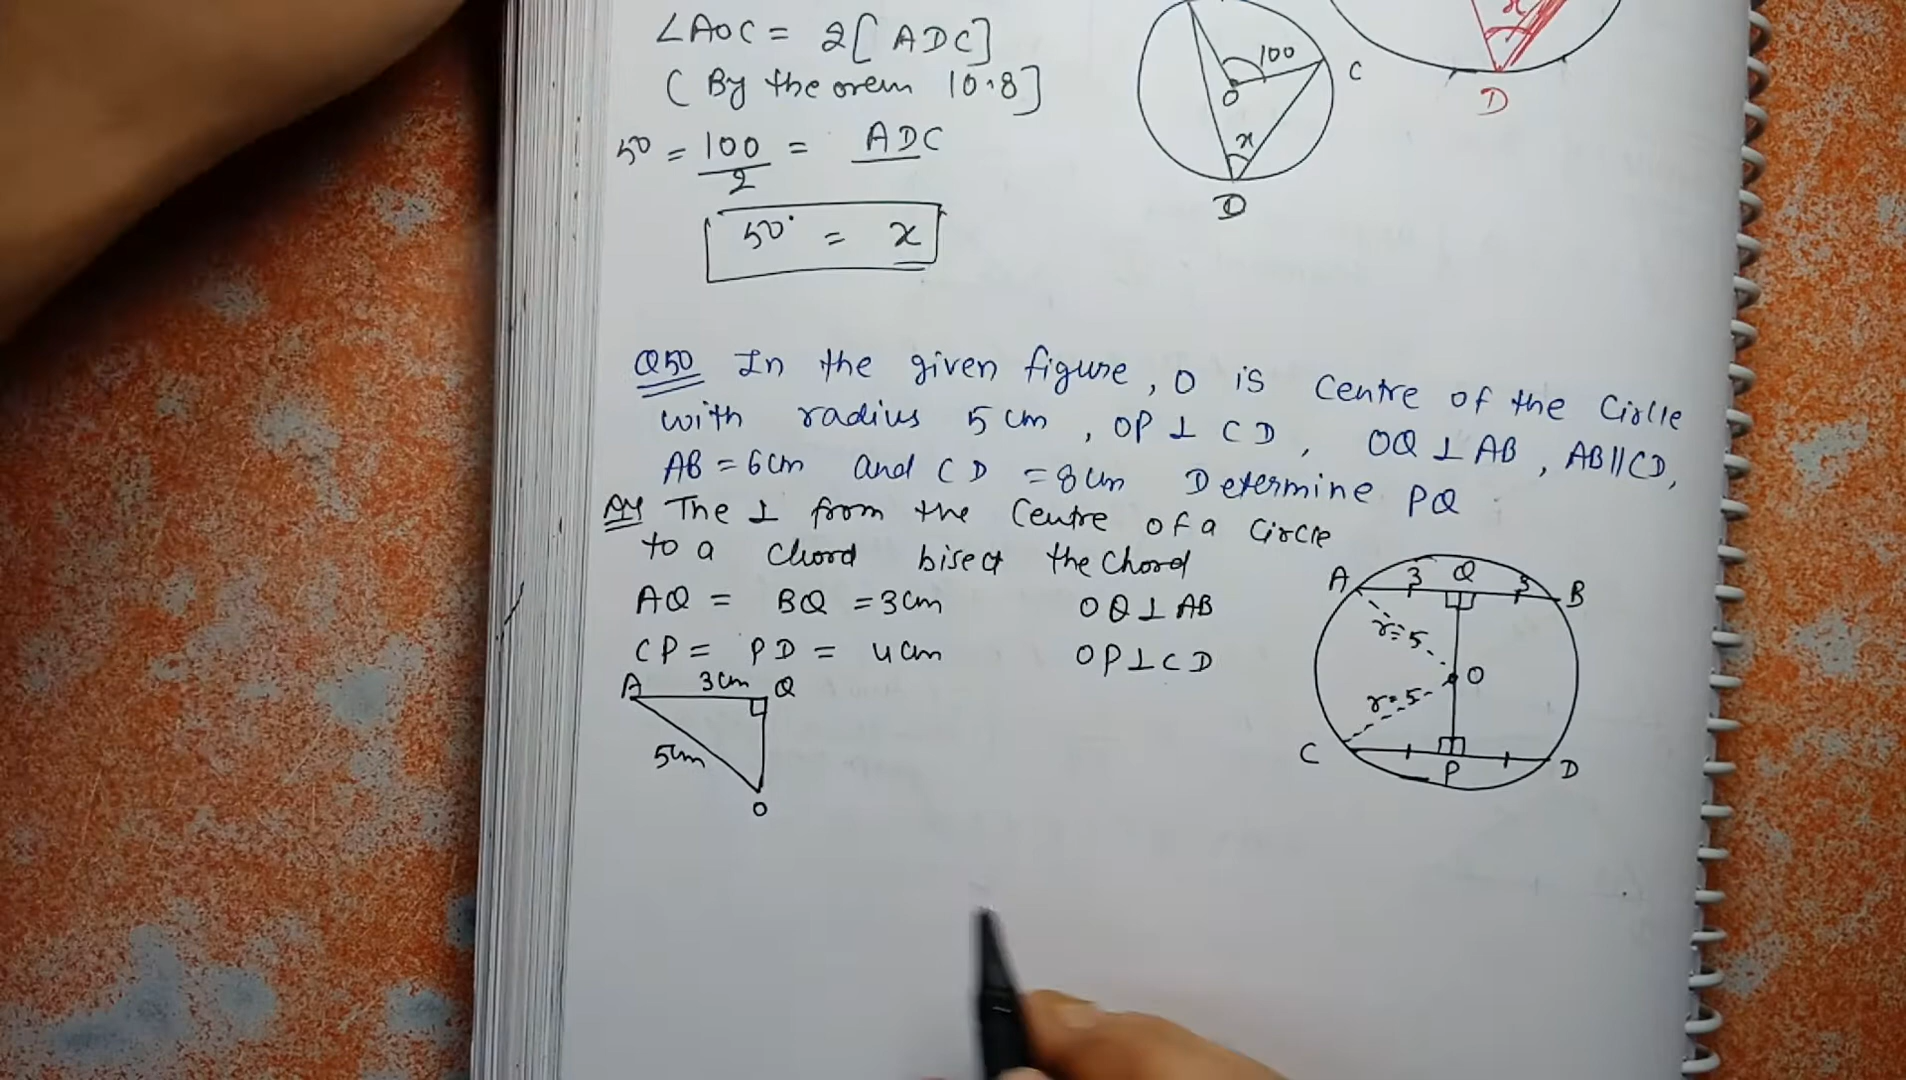 ∠AOC = 2[ADC]
(By theorem 10.8]
50 = 100/2 = ADC
50° = x
100
O
C
x
D
x
D
Q50 In the given figure, O is Centre of the Circle
with radius 5 cm, OP ⊥ CD, OQ ⊥ AB, AB || CD,
AB = 6cm and CD = 8cm Determine PQ
The ⊥ from the Centre of a Circle
to a chord bisect the Chord
AQ = BQ = 3cm OQ ⊥ AB
CP = PD = 4cm OP ⊥ CD
A 3cm Q
5cm
O
A 3 Q 3 B
r=5
O
r=5
C P D